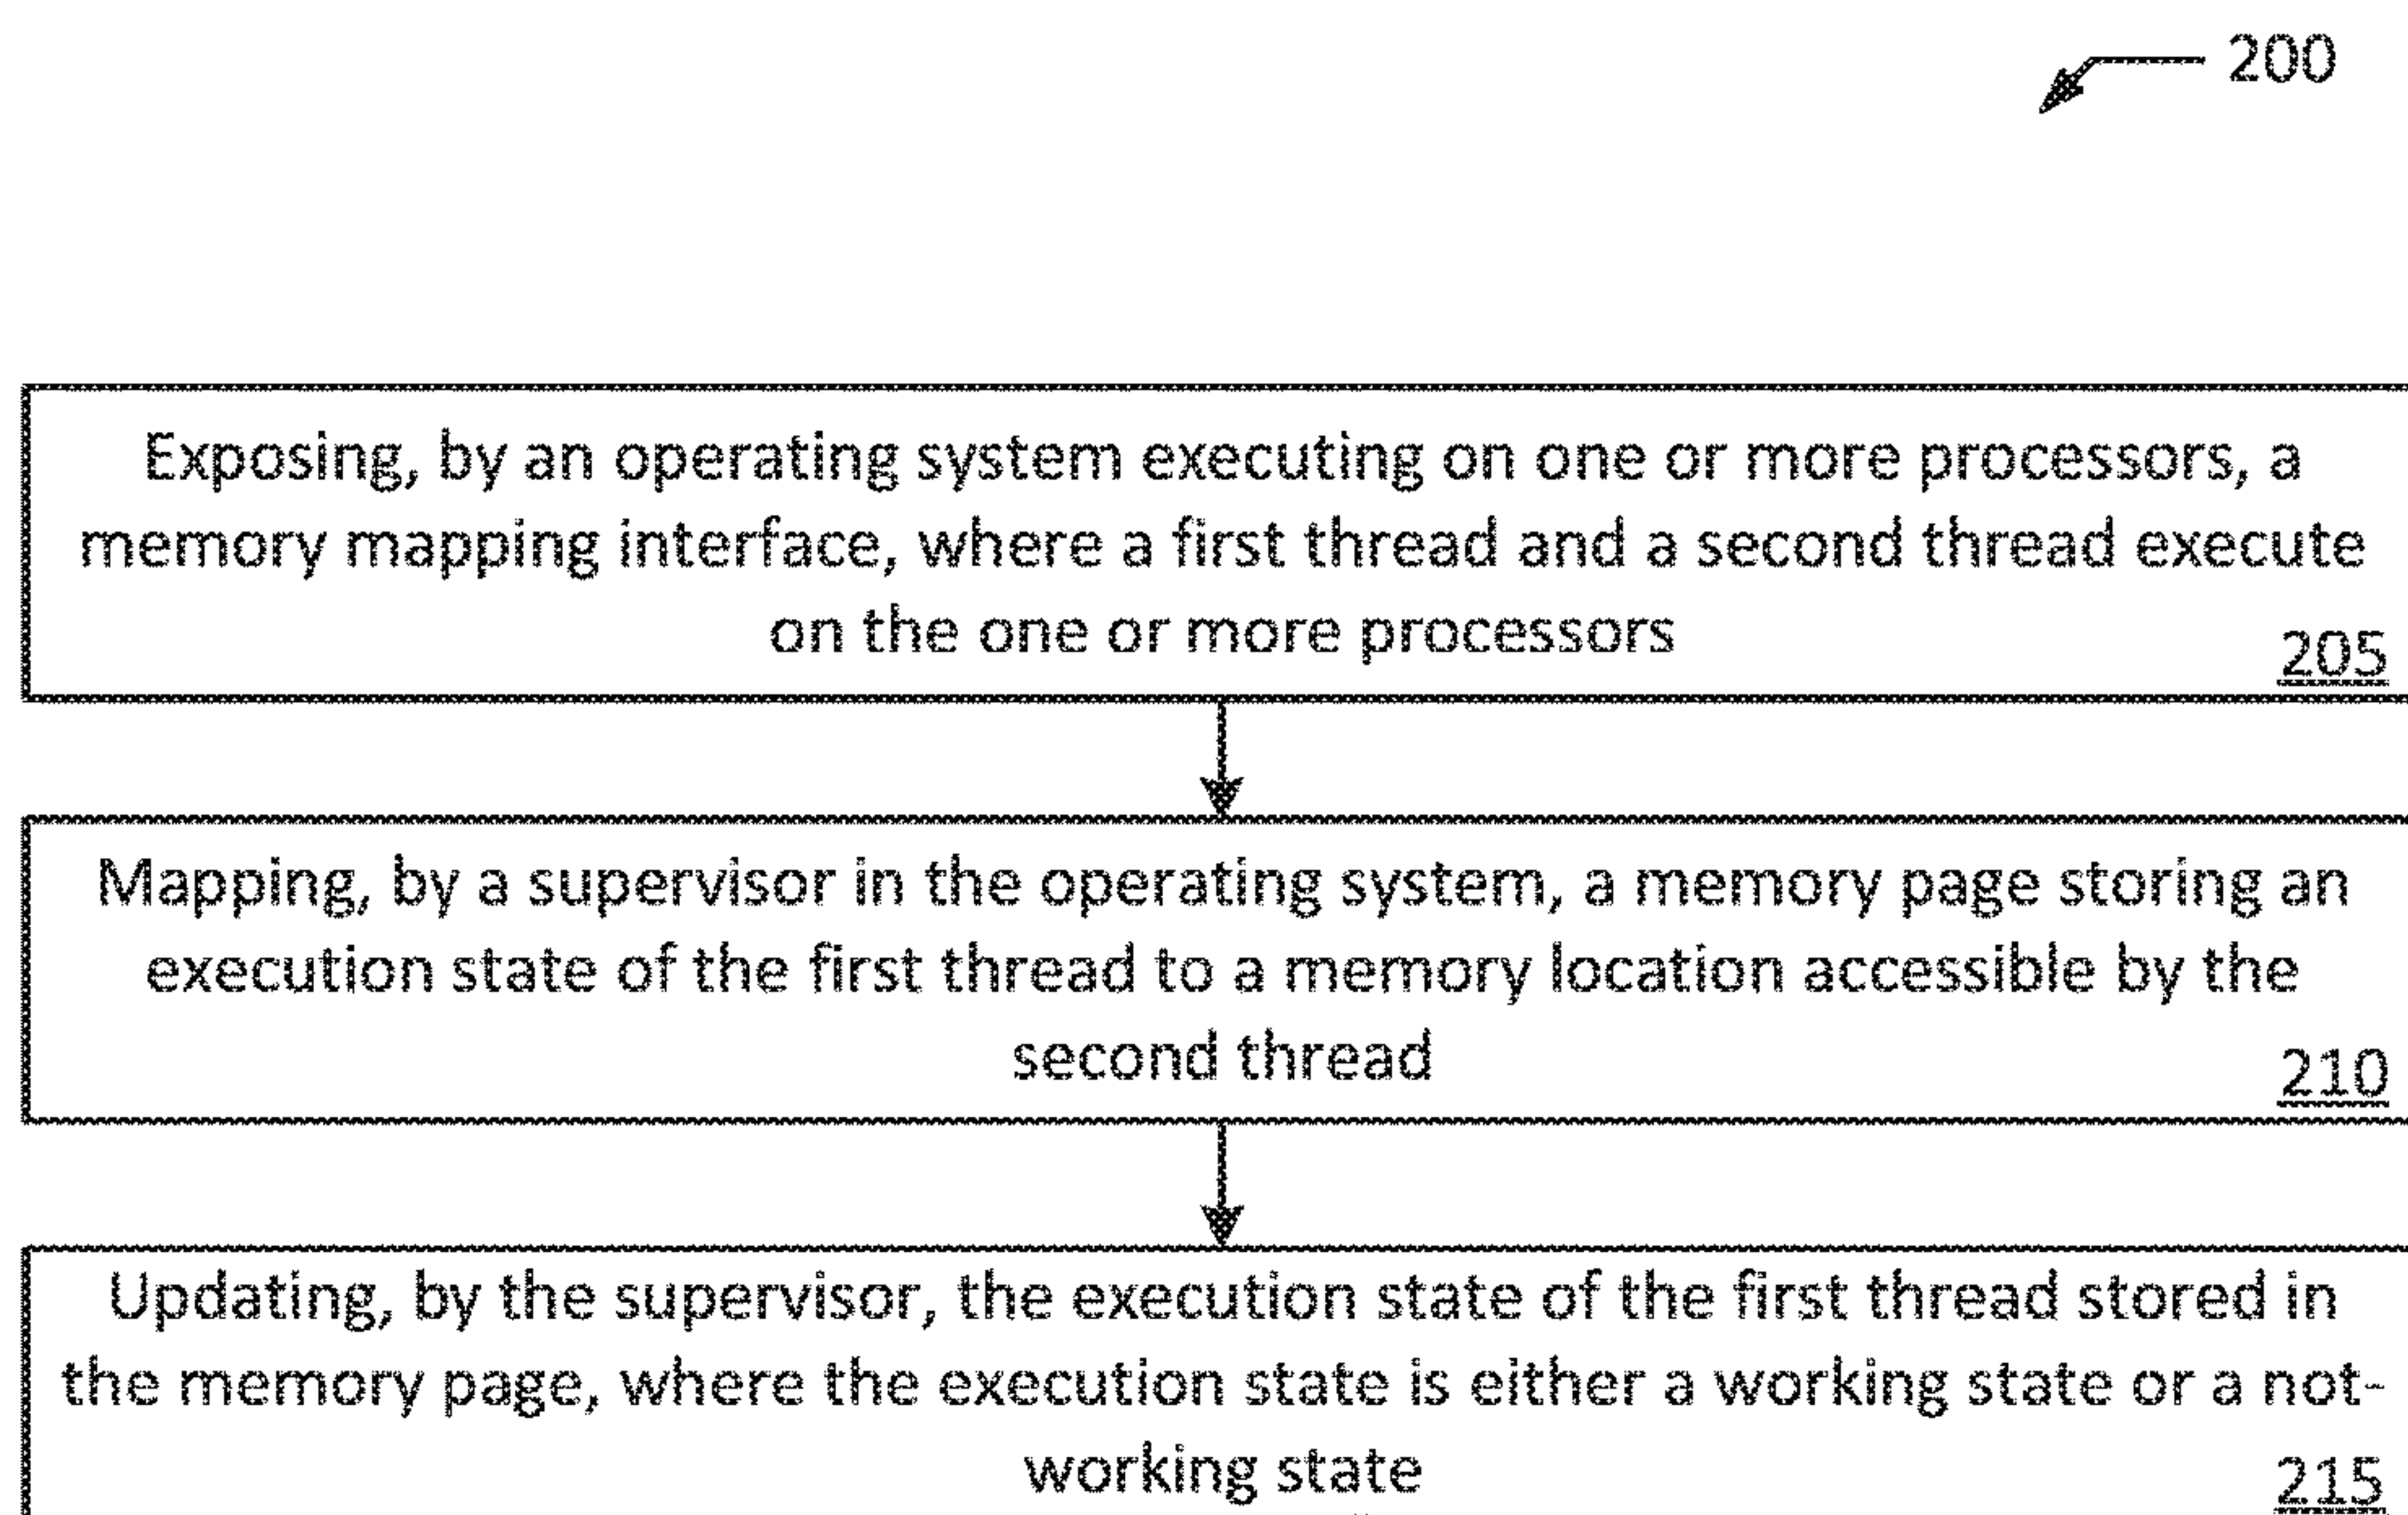 200
Exposing, by an operating system executing on one or more processors, a
memory mapping interface, where a first thread and a second thread execute
on the one or more processors
205
Mapping, by a supervisor in the operating system, a memory page storing an
execution state of the first thread to a memory location accessible by the
second thread
210
Updating, by the supervisor, the execution state of the first thread stored in
the memory page, where the execution state is either a working state or a not-
working state
215